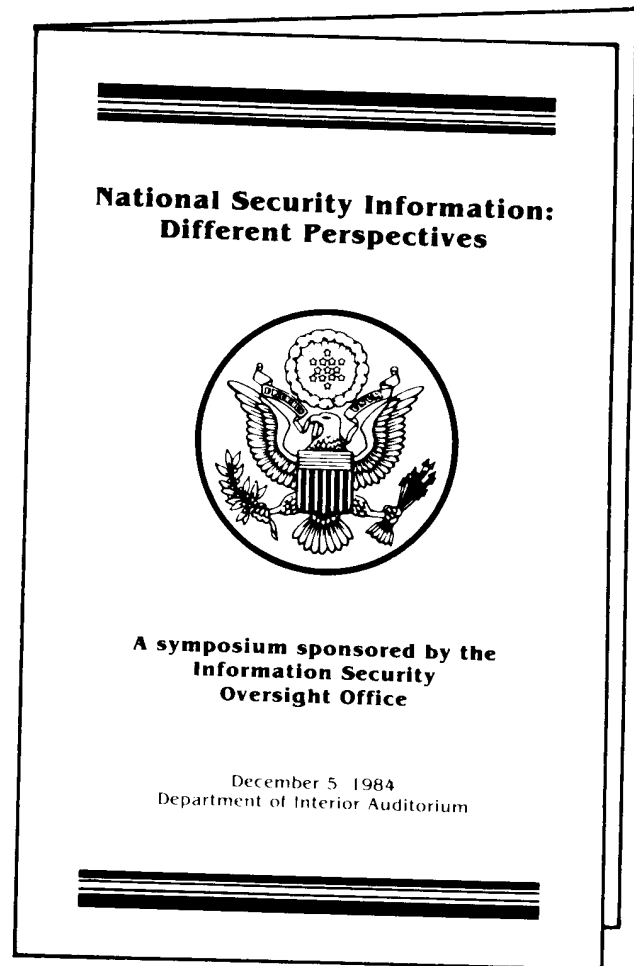 National Security Information:
Different Perspectives
A symposium sponsored by the
Information Security
Oversight Office
December 5 1984
Department of Interior Auditorium